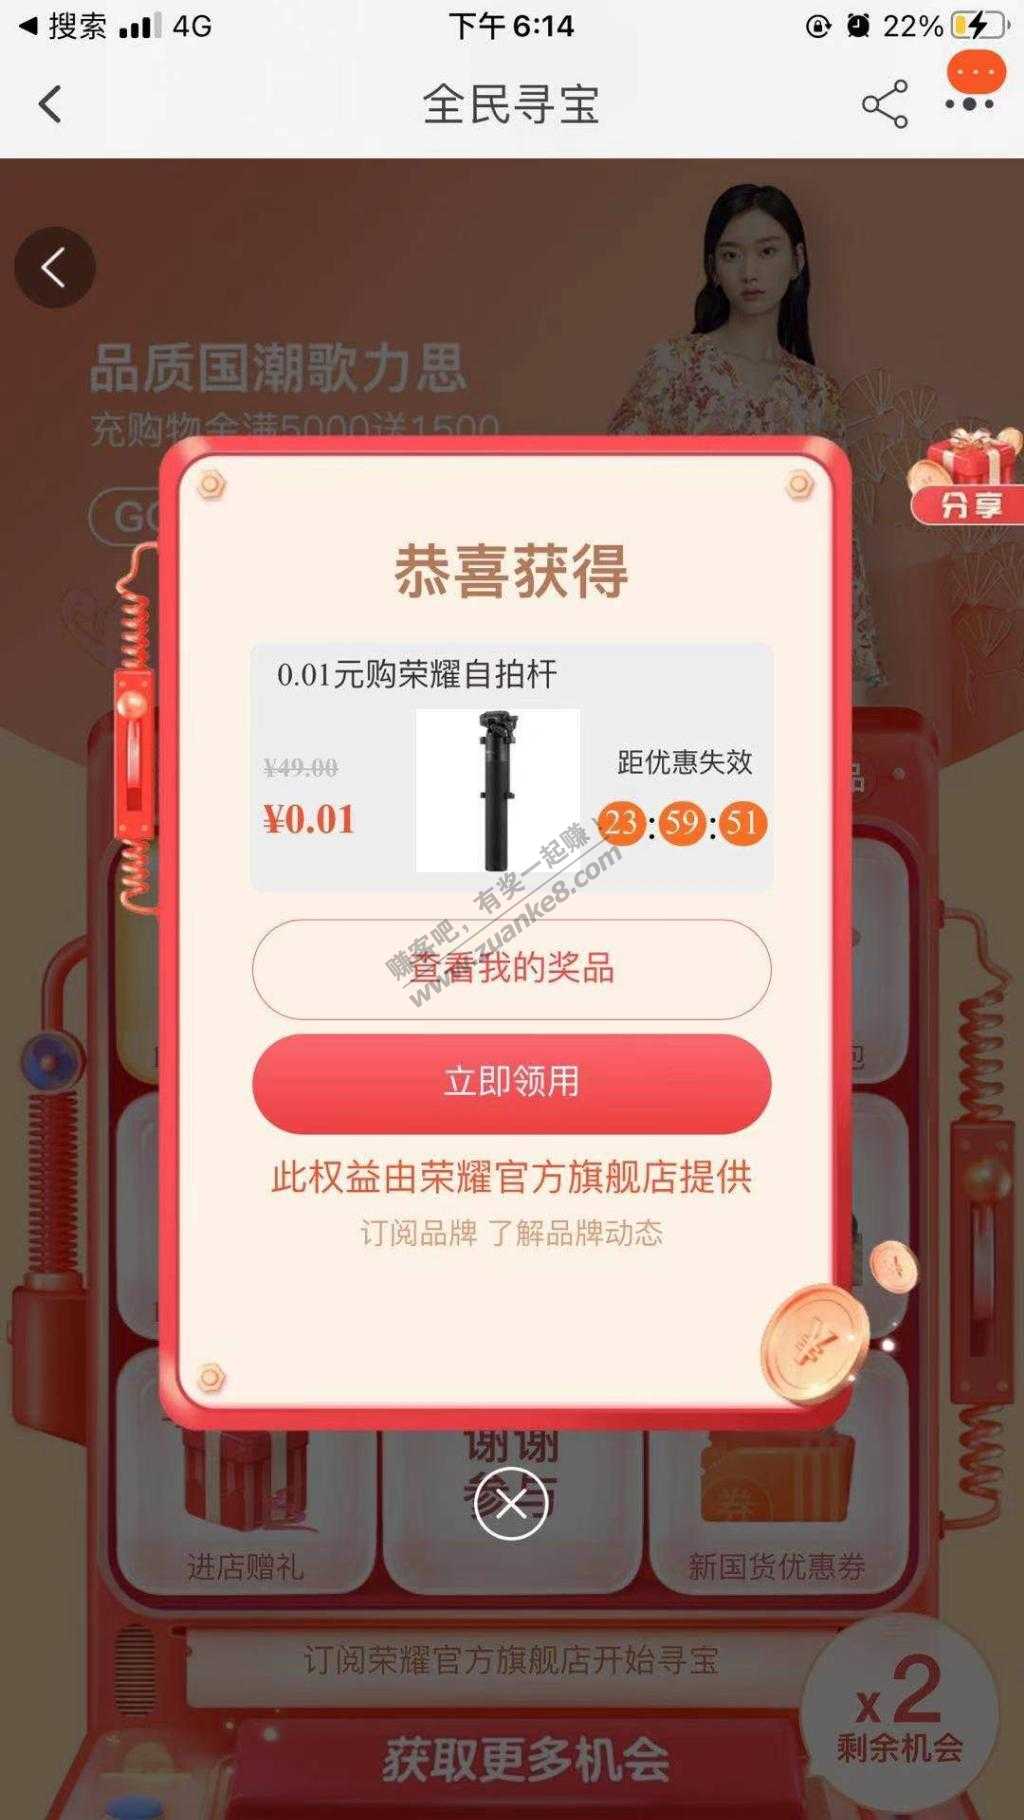 搜索 4G 下午6:14 22%
全民寻宝
品质国潮歌力思
充购物金满5000送1500
分享
恭喜获得
0.01元购荣耀自拍杆
¥49.00
¥0.01
距优惠失效
23:59:51
赚客吧,有奖一起赚!
www.zuanke8.com
查看我的奖品
立即领用
此权益由荣耀官方旗舰店提供
订阅品牌 了解品牌动态
谢谢
参与
进店赠礼
新国货优惠券
订阅荣耀官方旗舰店开始寻宝
x2
剩余机会
获取更多机会